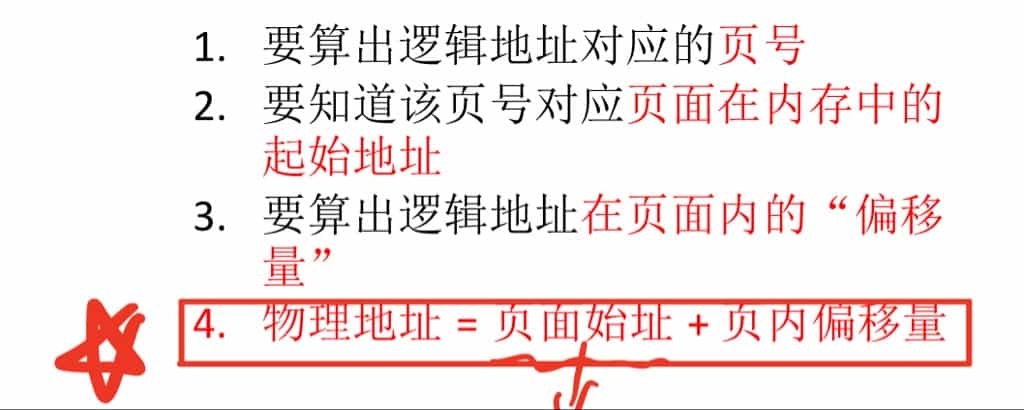 1. 要算出逻辑地址对应的页号
2. 要知道该页号对应页面在内存中的
起始地址
3. 要算出逻辑地址在页面内的“偏移
量”
4. 物理地址 = 页面始址 + 页内偏移量